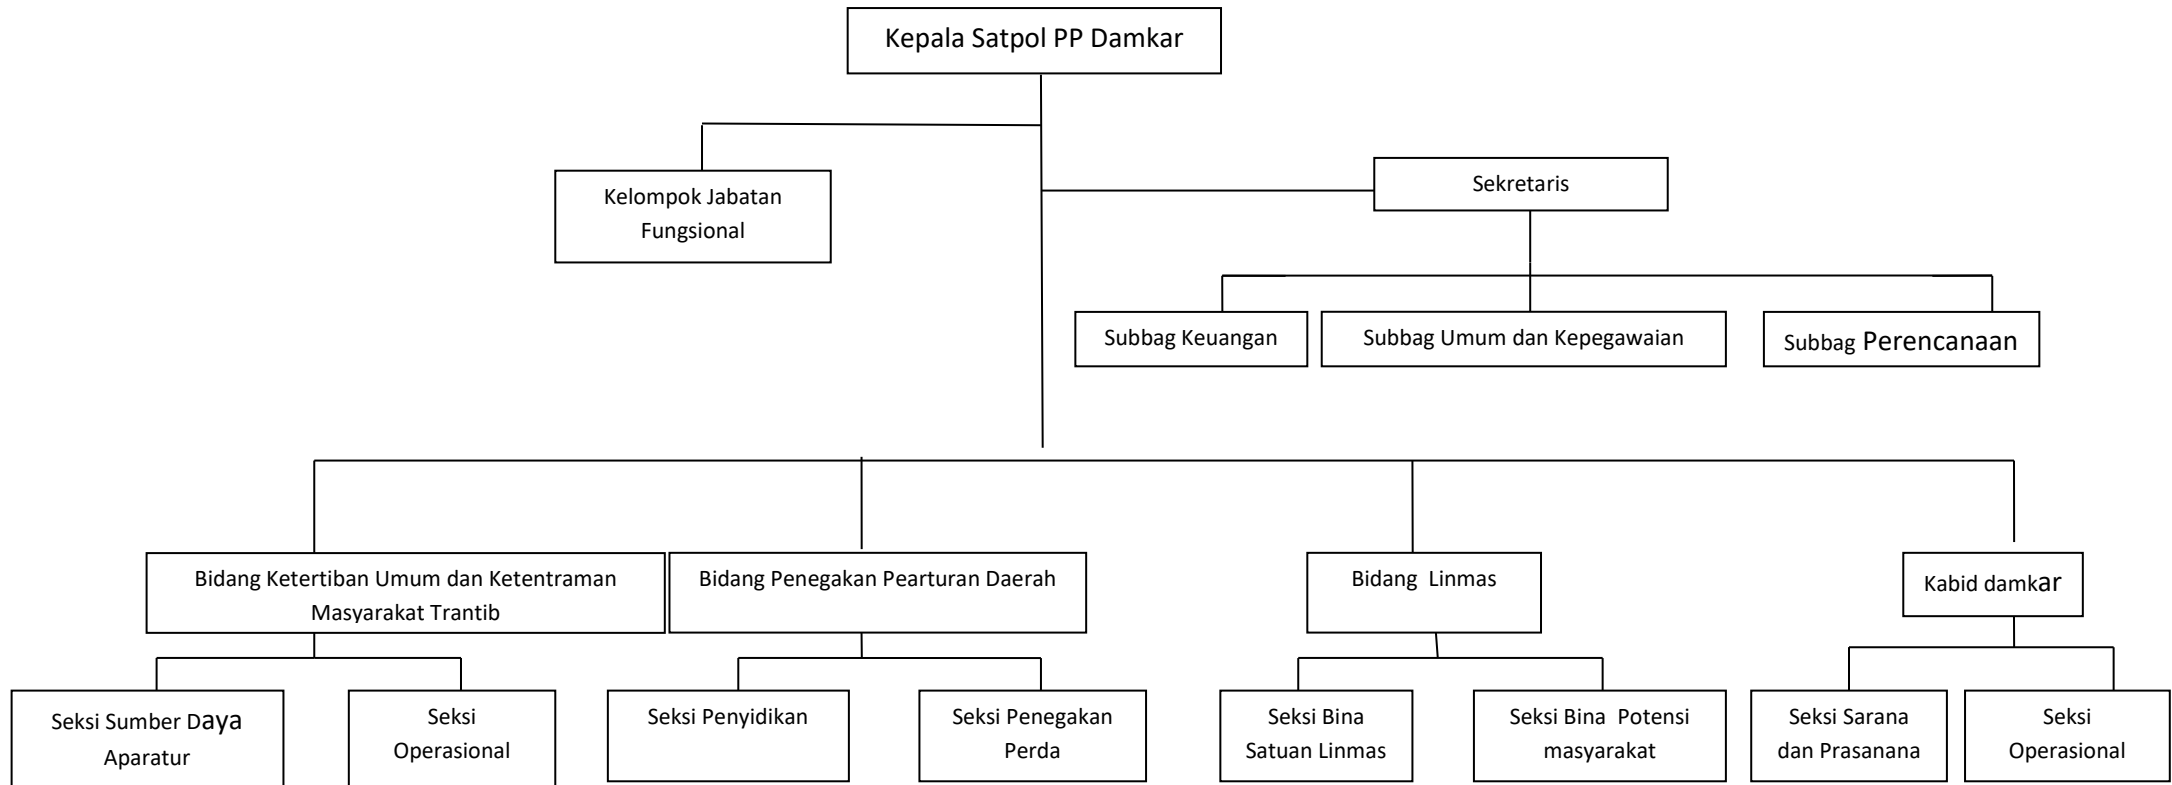 Kepala Satpol PP Damkar
Kelompok Jabatan
Fungsional
Sekretaris
Subbag Keuangan
Subbag Umum dan Kepegawaian
Subbag Perencanaan
Bidang Ketertiban Umum dan Ketentraman
Masyarakat Trantib
Bidang Penegakan Pearturan Daerah
Bidang Linmas
Kabid damkar
Seksi Sumber Daya
Aparatur
Seksi
Operasional
Seksi Penyidikan
Seksi Penegakan
Perda
Seksi Bina
Satuan Linmas
Seksi Bina Potensi
masyarakat
Seksi Sarana
dan Prasanana
Seksi
Operasional